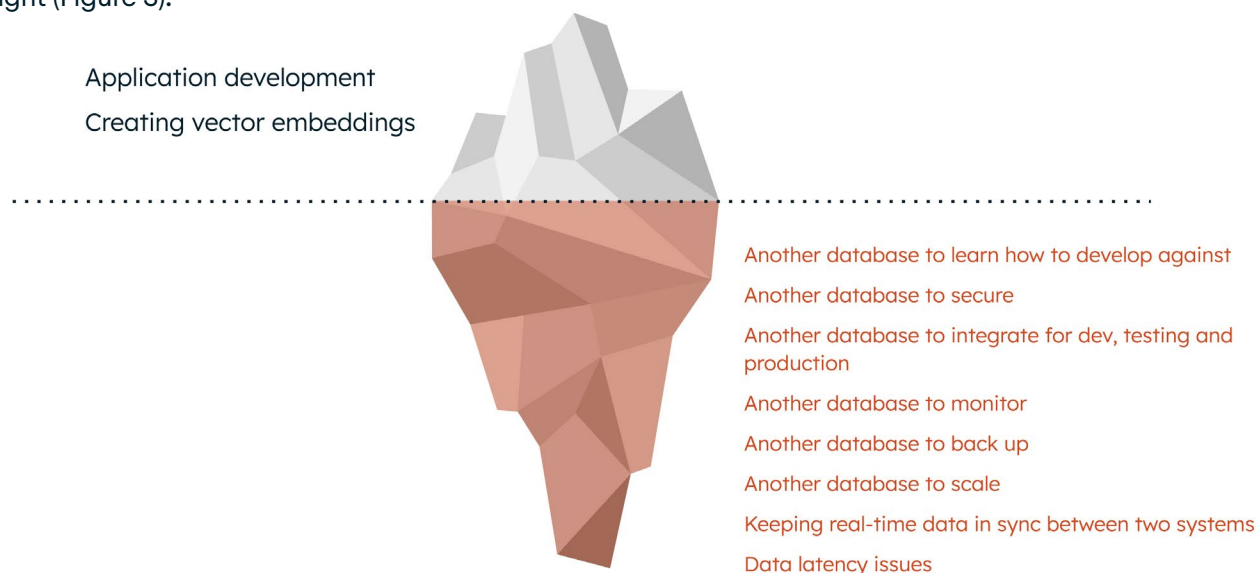 (Figure 3).
Application development
Creating vector embeddings
Another database to learn how to develop against
Another database to secure
Another database to integrate for dev, testing and
production
Another database to monitor
Another database to back up
Another database to scale
Keeping real-time data in sync between two systems
Data latency issues